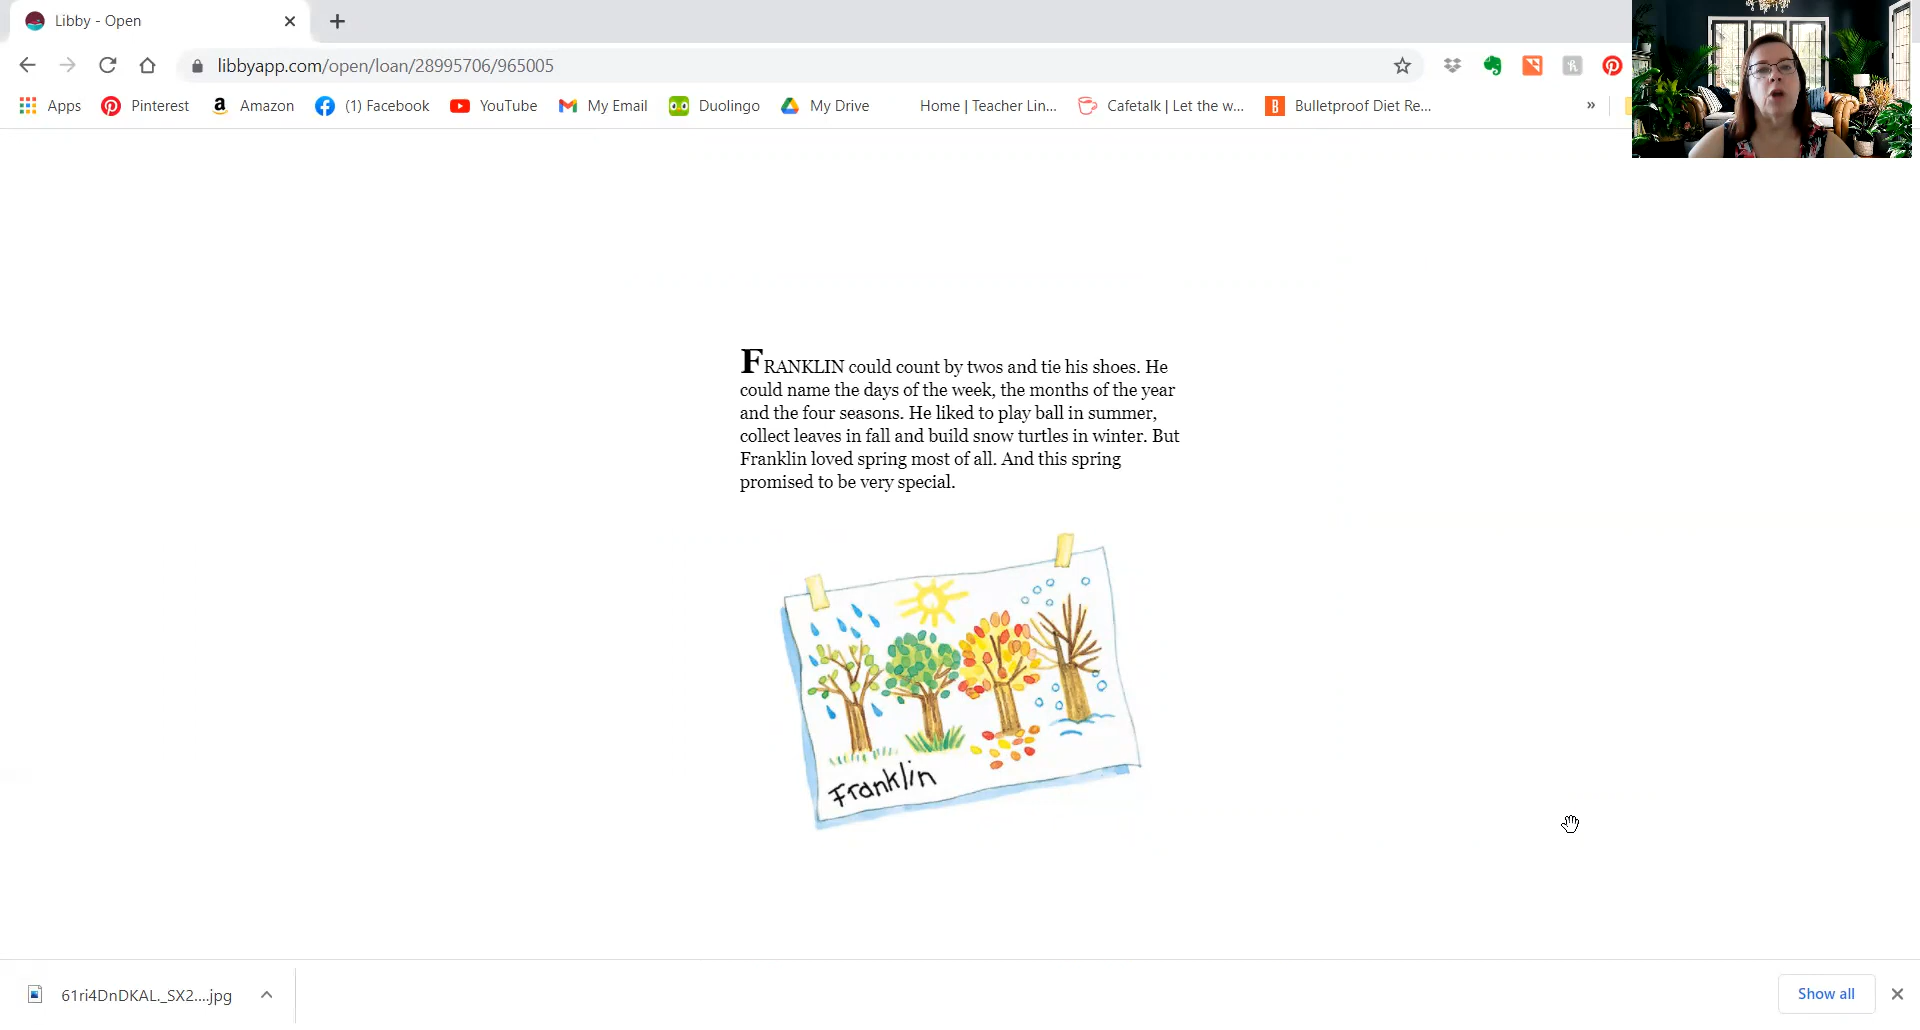 Libby - Open
libbyapp.com/open/loan/28995706/965005
Apps Pinterest Amazon (1) Facebook YouTube My Email Duolingo My Drive Home | Teacher Lin... Cafetalk | Let the w... Bulletproof Diet Re... »
FRANKLIN could count by twos and tie his shoes. He
could name the days of the week, the months of the year
and the four seasons. He liked to play ball in summer,
collect leaves in fall and build snow turtles in winter. But
Franklin loved spring most of all. And this spring
promised to be very special.
Franklin
61ri4DnDKAL._SX2....jpg
Show all